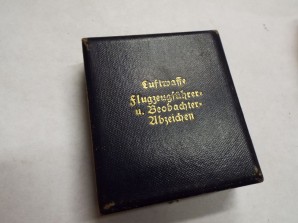 Luftwaffe
Flugzeugführer-
u. Beobachter-
Abzeichen